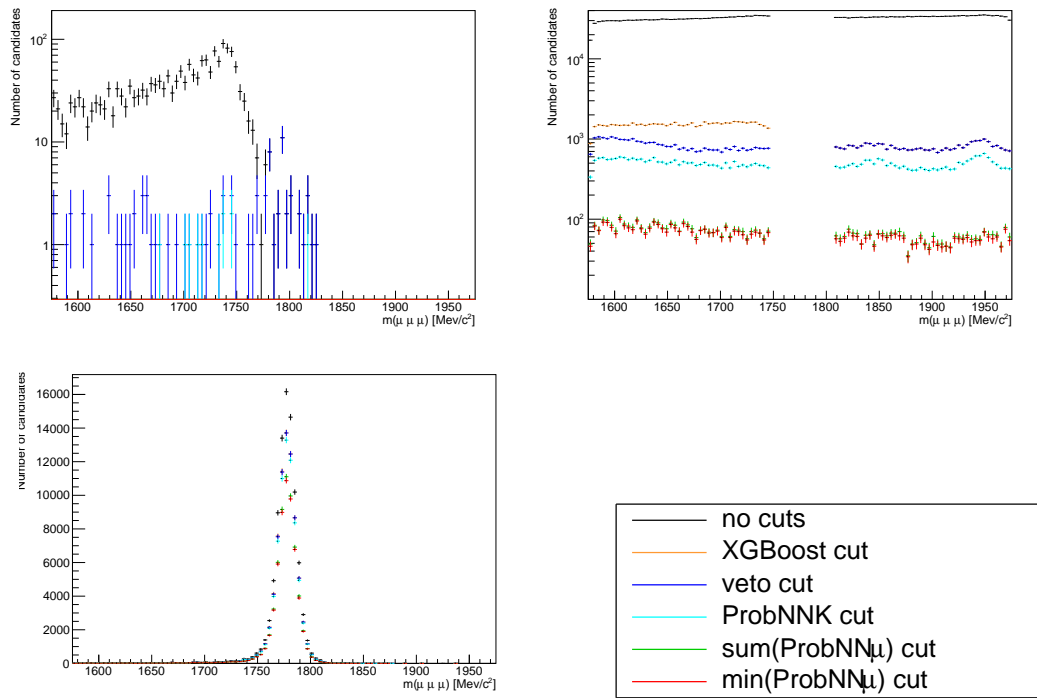 Number of candidates
10²
10
1
1600 1650 1700 1750 1800 1850 1900 1950
m(μ μ μ) [Mev/c²]
Number of candidates
10⁴
10³
10²
1600 1650 1700 1750 1800 1850 1900 1950
m(μ μ μ) [Mev/c²]
Number of candidates
16000
14000
12000
10000
8000
6000
4000
2000
0
1600 1650 1700 1750 1800 1850 1900 1950
m(μ μ μ) [Mev/c²]
no cuts
XGBoost cut
veto cut
ProbNNK cut
sum(ProbNNμ) cut
min(ProbNNμ) cut